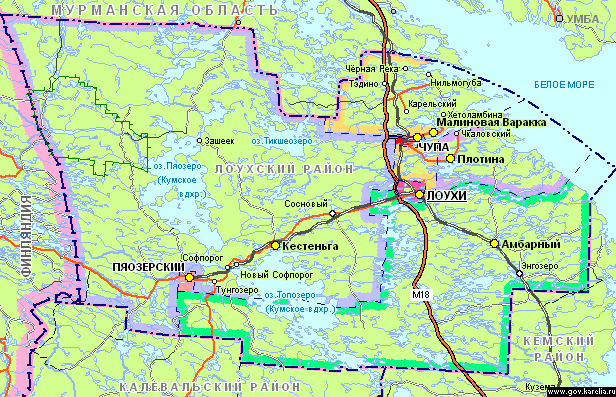 МУРМАНСКАЯ ОБЛАСТЬ
УМБА
Чёрная Река
Нильмогуба
Тэдино
БЕЛОЕ МОРЕ
Карельский
Хетоламбина
Малиновая Варакка
Чкаловский
Зашеек
оз.Тикшеозеро
ЧУПА
Плотина
оз.Пяозеро
(Кумское
вдхр.)
ЛОУХСКИЙ РАЙОН
ЛОУХИ
Сосновый
ФИНЛЯНДИЯ
Кестеньга
Амбарный
Софпорог
ПЯОЗЕРСКИЙ
Новый Софпорог
Энгозеро
Тунгозеро
оз.Топозеро
(Кумское вдхр.)
М18
КЕМСКИЙ
РАЙОН
КАЛЕВАЛЬСКИЙ РАЙОН
Кузема
www.gov.karelia.ru